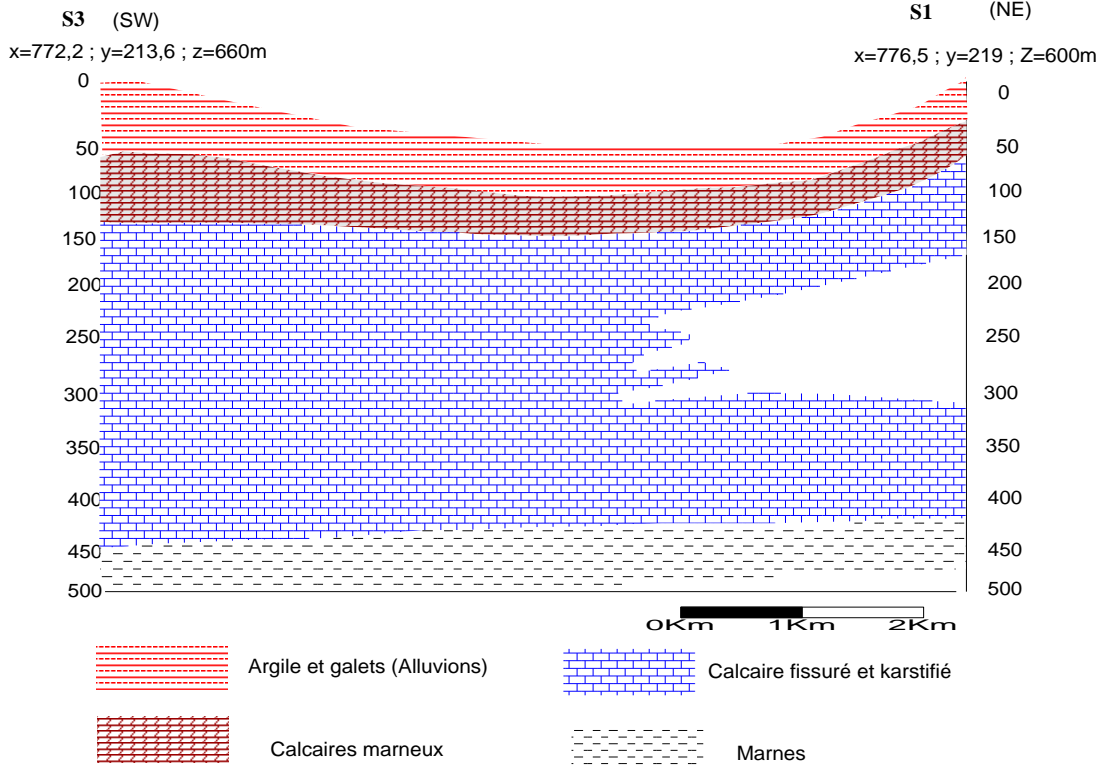 S3 (SW)
S1 (NE)
x=772,2 ; y=213,6 ; z=660m
x=776,5 ; y=219 ; Z=600m
0
50
100
150
200
250
300
350
400
450
500
0
50
100
150
200
250
300
350
400
450
500
0Km 1Km 2Km
Argile et galets (Alluvions)
Calcaire fissuré et karstifié
Calcaires marneux
Marnes